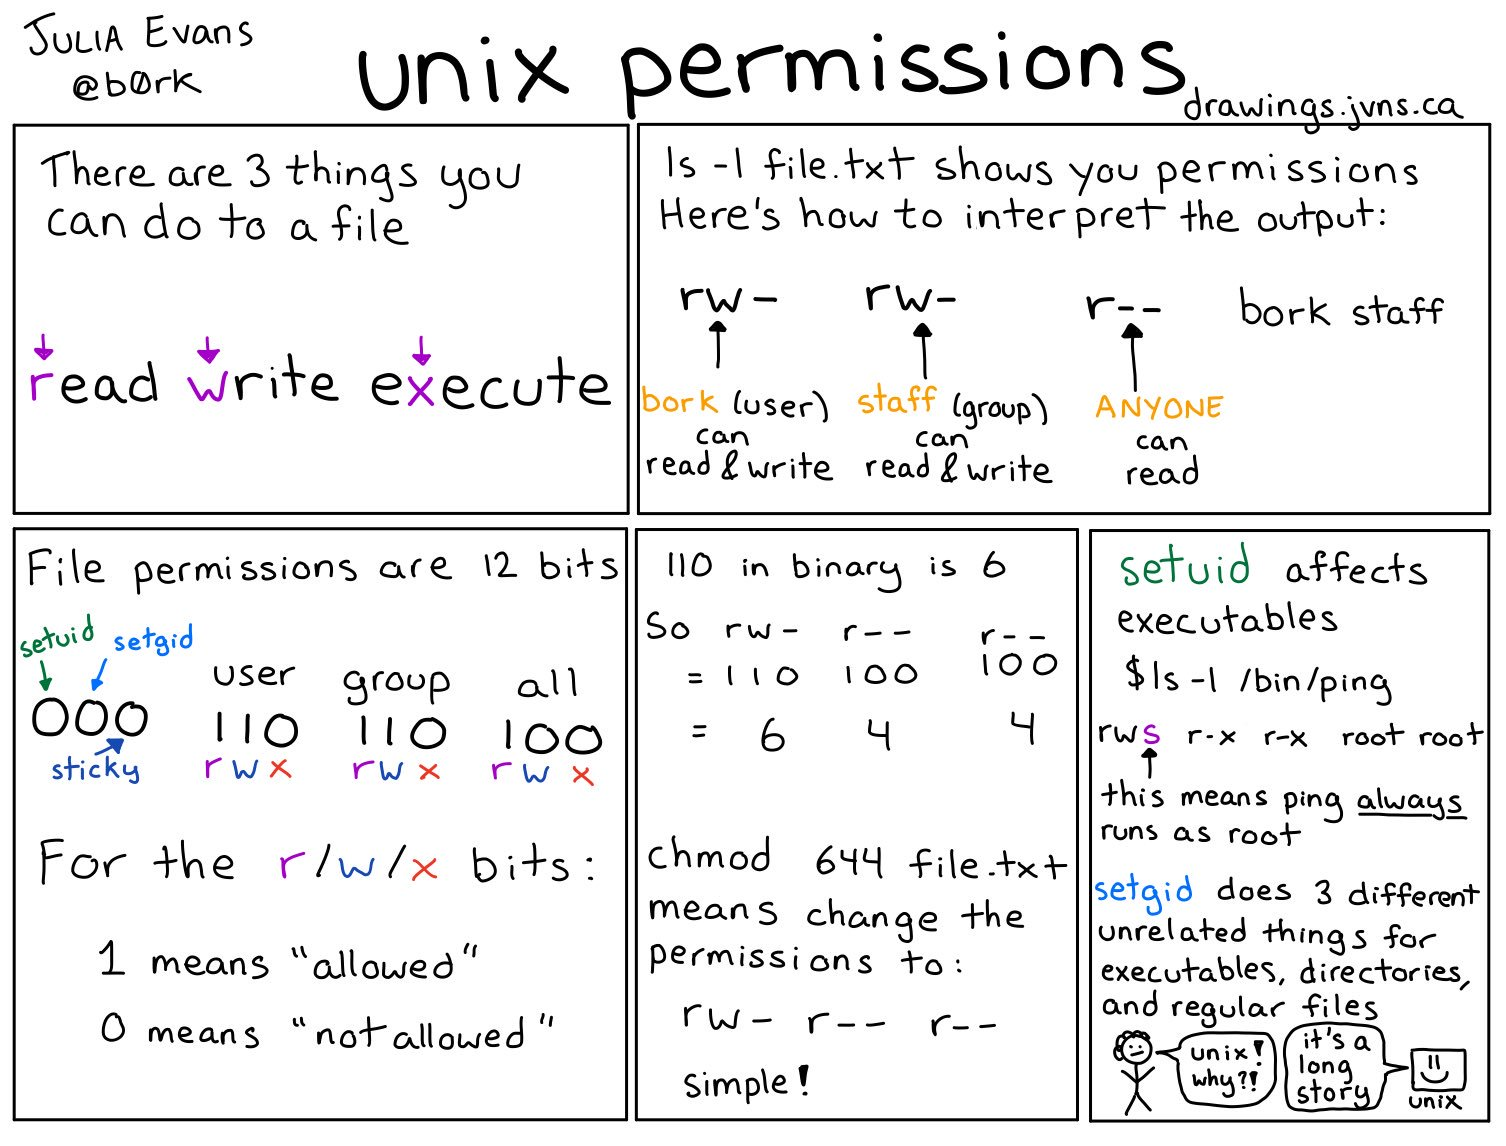 JULIA Evans
@b0rk
unix permissions
drawings.jvns.ca
There are 3 things you
can do to a file
read write execute
ls -l file.txt shows you permissions
Here's how to interpret the output:
rw- rw- r-- bork staff
bork (user) staff (group) ANYONE
can can can
read & write read & write read
File permissions are 12 bits
setuid setgid
user group all
000 110 110 100
sticky rwx rwx rwx
For the r/w/x bits:
1 means "allowed"
0 means "not allowed"
110 in binary is 6
So rw- r-- r--
= 110 100 100
= 6 4 4
chmod 644 file.txt
means change the
permissions to:
rw- r-- r--
simple!
setuid affects
executables
$ls -l /bin/ping
rws r-x r-x root root
this means ping always
runs as root
setgid does 3 different
unrelated things for
executables, directories,
and regular files
unix!
why?!
it's a
long
story
unix